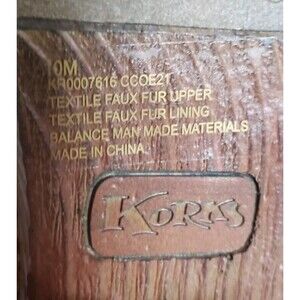 10M
KR0007616 CCOE21
TEXTILE FAUX FUR UPPER
TEXTILE FAUX FUR LINING
BALANCE MAN MADE MATERIALS
MADE IN CHINA.
KORKS